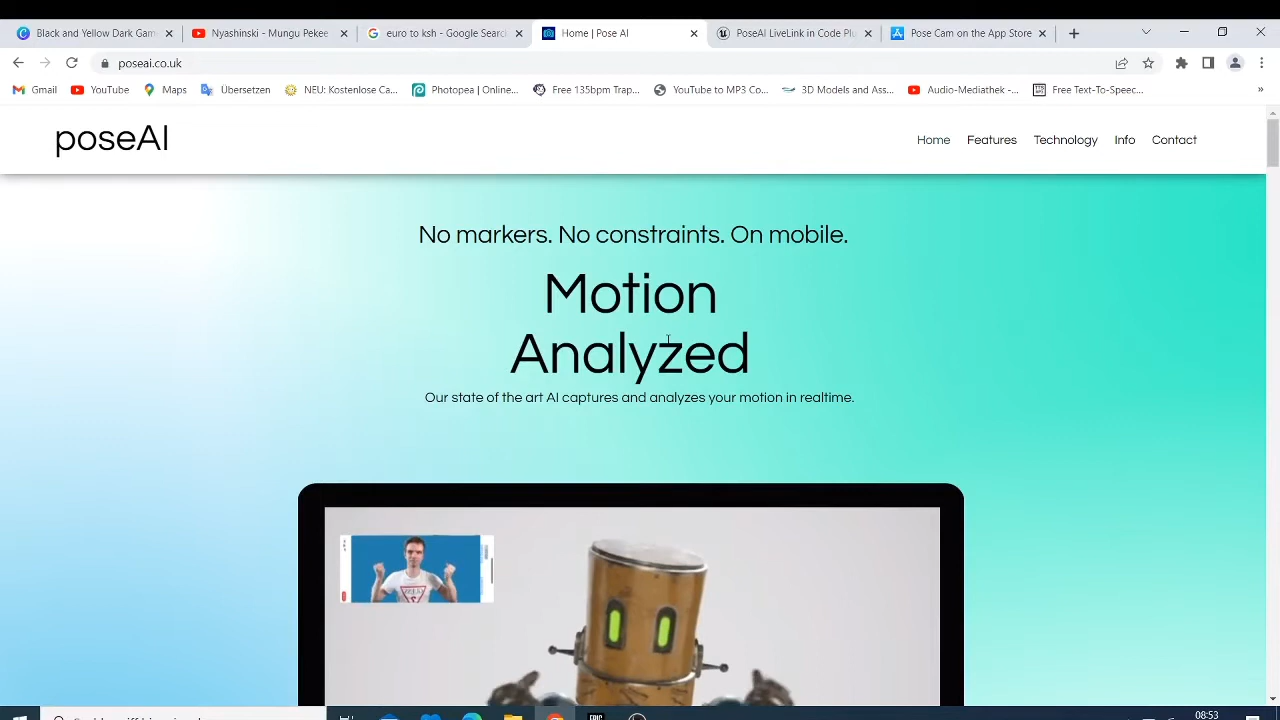 Black and Yellow Dark Gam
Nyashinski - Mungu Pekee
euro to ksh - Google Searc
Home | Pose AI
PoseAI LiveLink in Code Plu
Pose Cam on the App Store
poseai.co.uk
Gmail
YouTube
Maps
Übersetzen
NEU: Kostenlose Ca...
Photopea | Online...
Free 135bpm Trap...
YouTube to MP3 Co...
3D Models and Ass...
Audio-Mediathek -...
Free Text-To-Speec...
»
poseAI
Home
Features
Technology
Info
Contact
No markers. No constraints. On mobile.
Motion
Analyzed
Our state of the art AI captures and analyzes your motion in realtime.
08:53